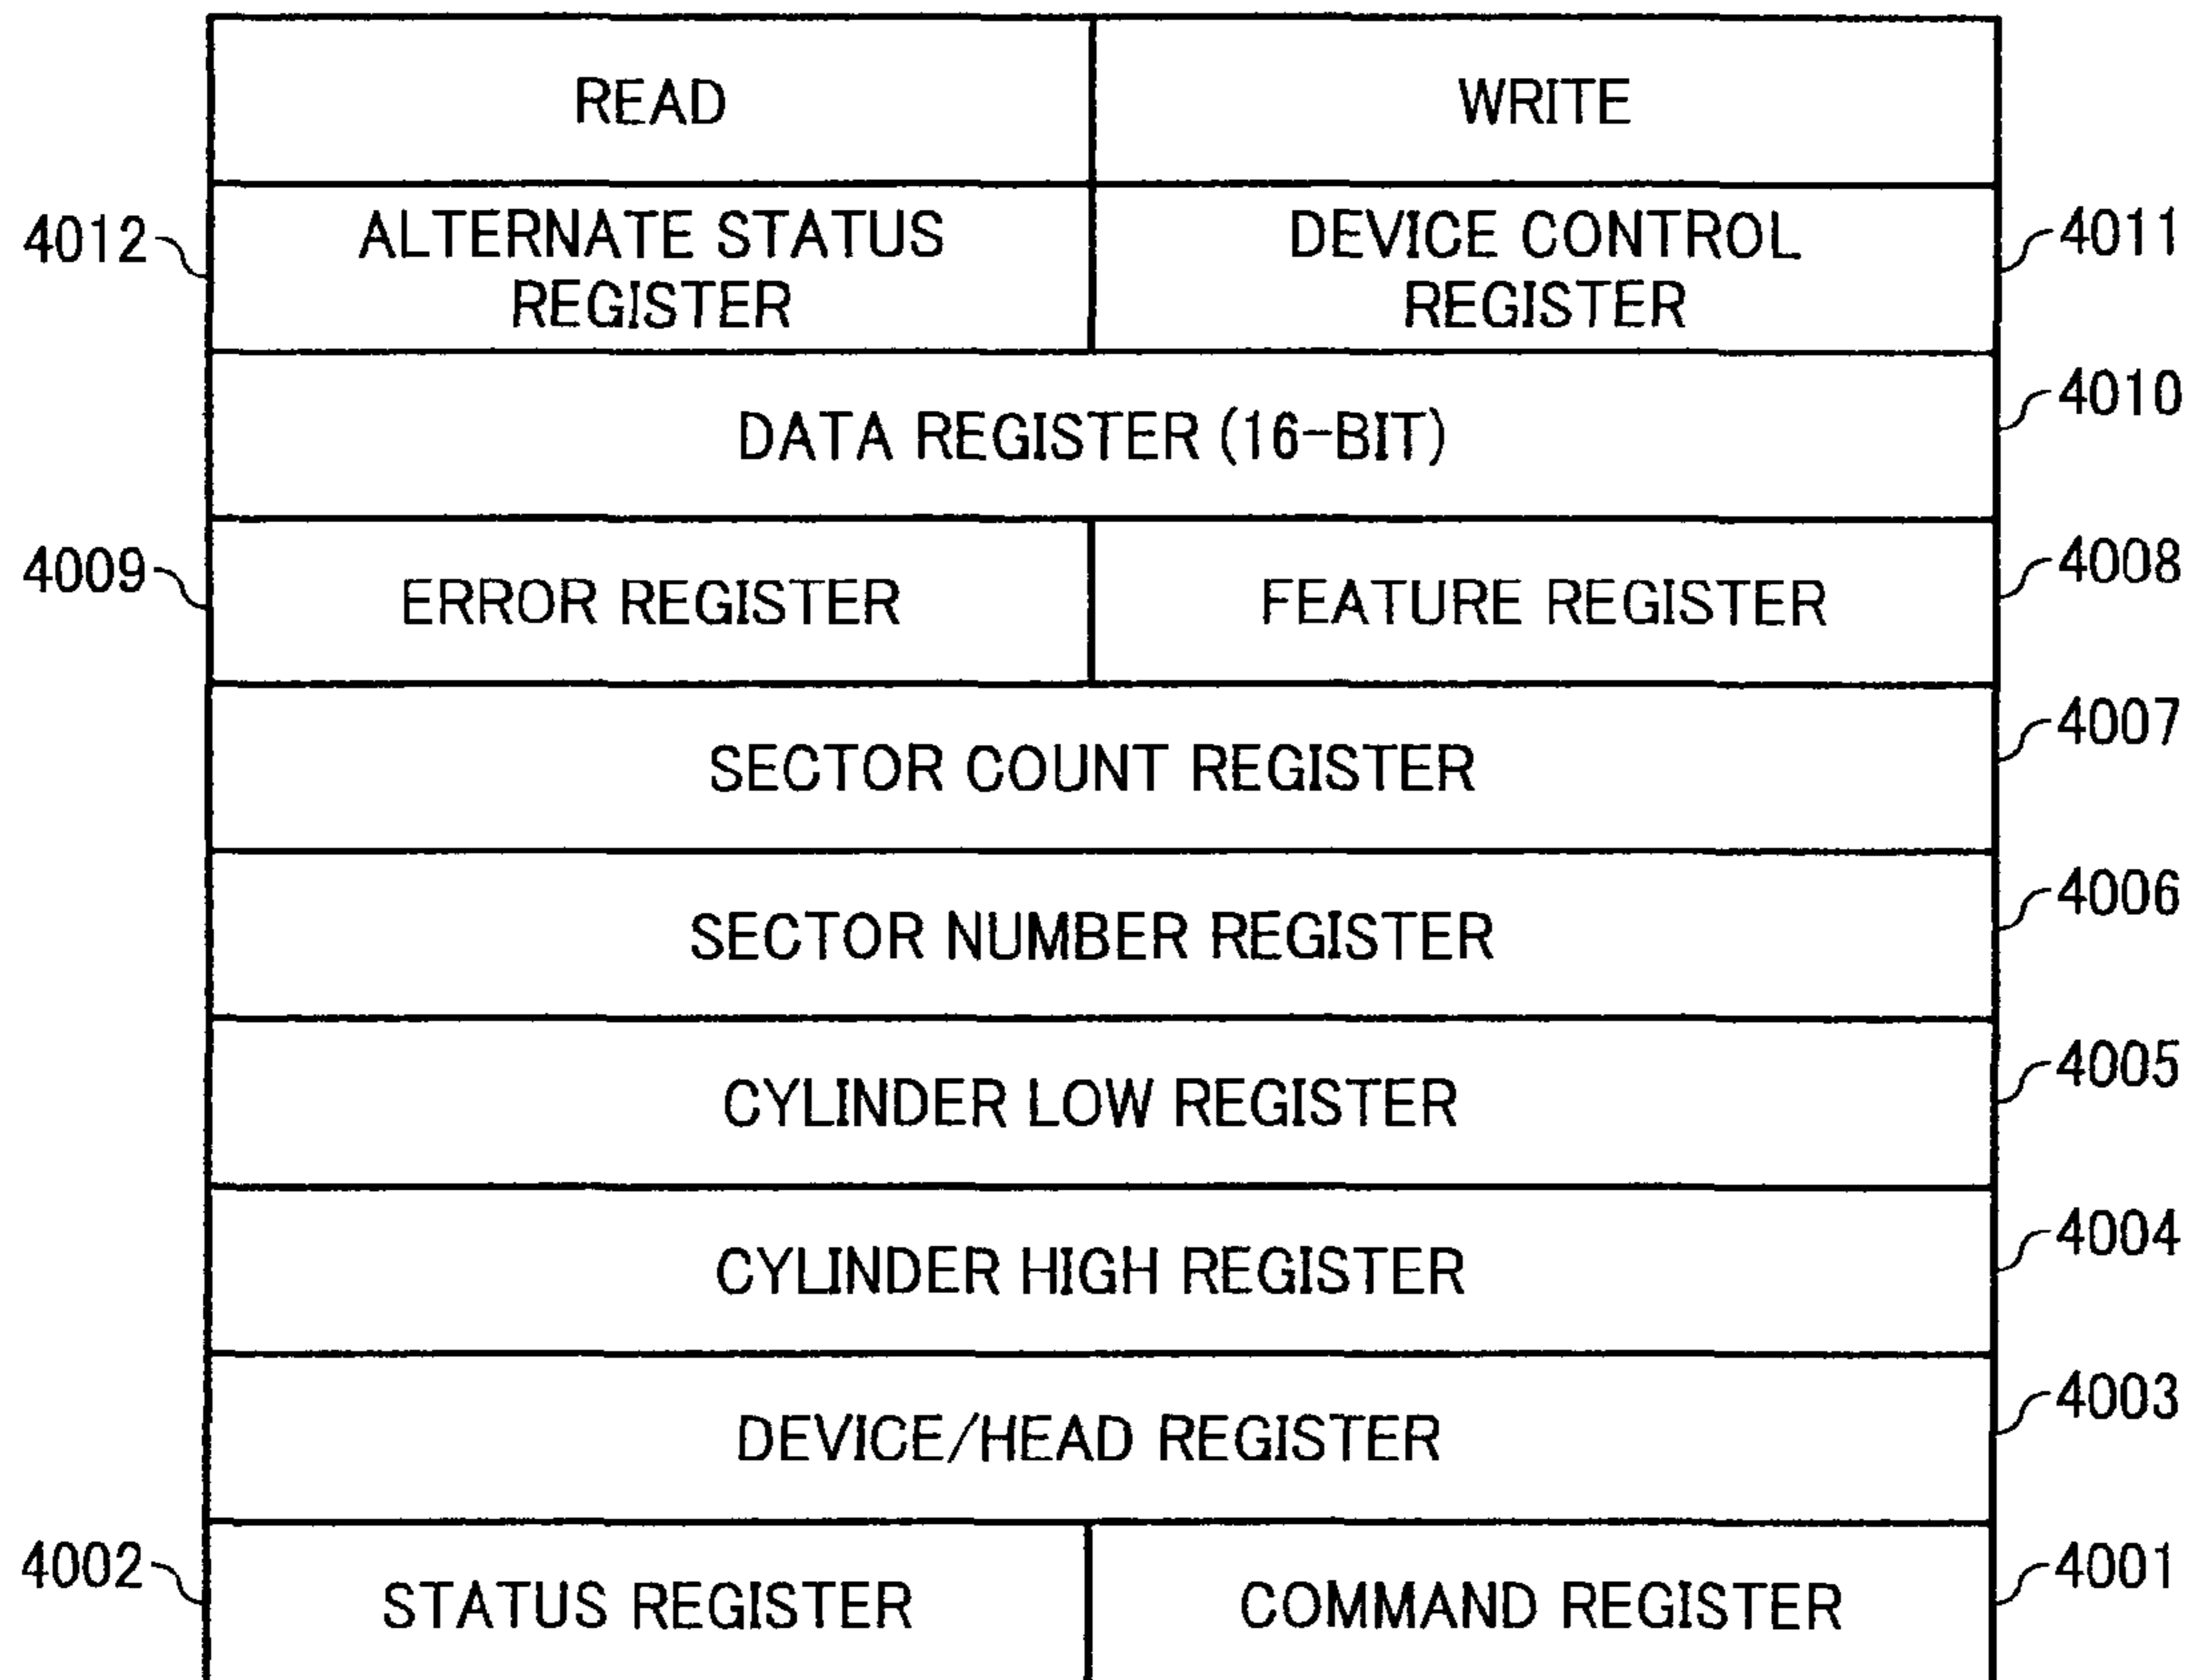 READ
WRITE
4012
ALTERNATE STATUS
REGISTER
DEVICE CONTROL
REGISTER
4011
DATA REGISTER (16-BIT)
4010
4009
ERROR REGISTER
FEATURE REGISTER
4008
SECTOR COUNT REGISTER
4007
SECTOR NUMBER REGISTER
4006
CYLINDER LOW REGISTER
4005
CYLINDER HIGH REGISTER
4004
DEVICE/HEAD REGISTER
4003
4002
STATUS REGISTER
COMMAND REGISTER
4001